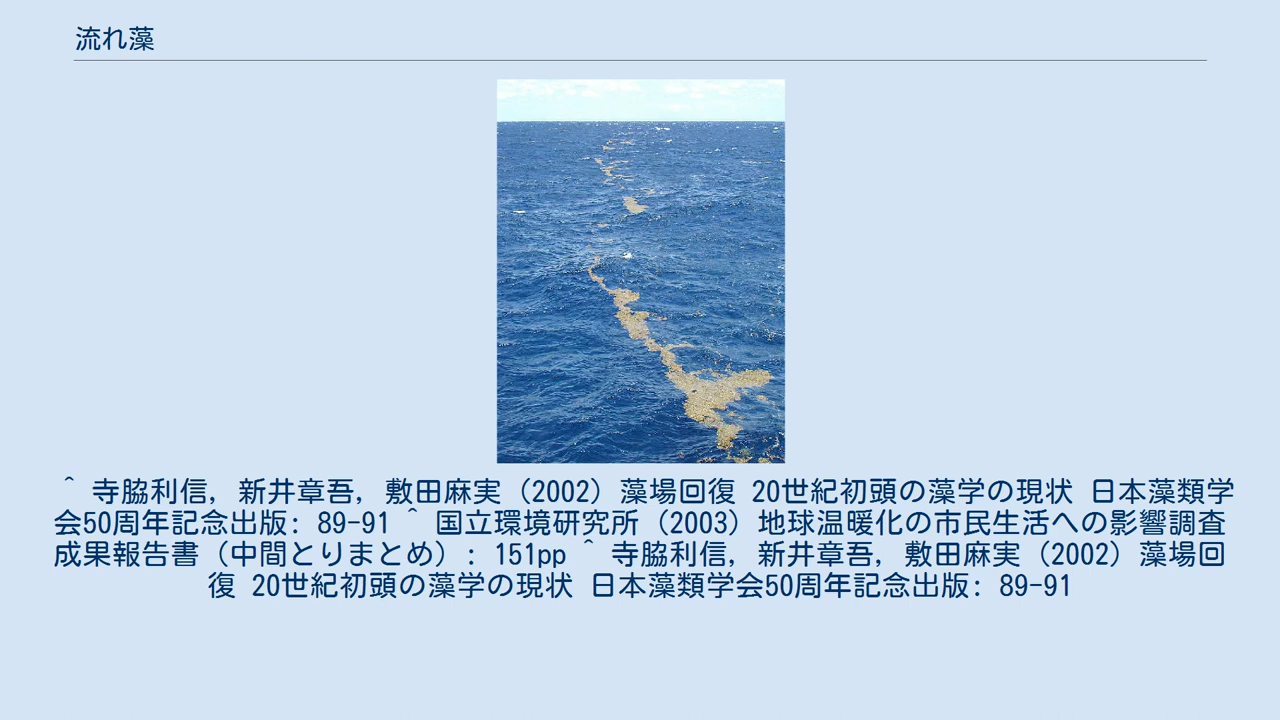 流れ藻
^ 寺脇利信, 新井章吾, 敷田麻実（2002）藻場回復 20世紀初頭の藻学の現状 日本藻類学
会50周年記念出版: 89-91 ^ 国立環境研究所（2003）地球温暖化の市民生活への影響調査
成果報告書（中間とりまとめ）: 151pp ^ 寺脇利信, 新井章吾, 敷田麻実（2002）藻場回
復 20世紀初頭の藻学の現状 日本藻類学会50周年記念出版: 89-91